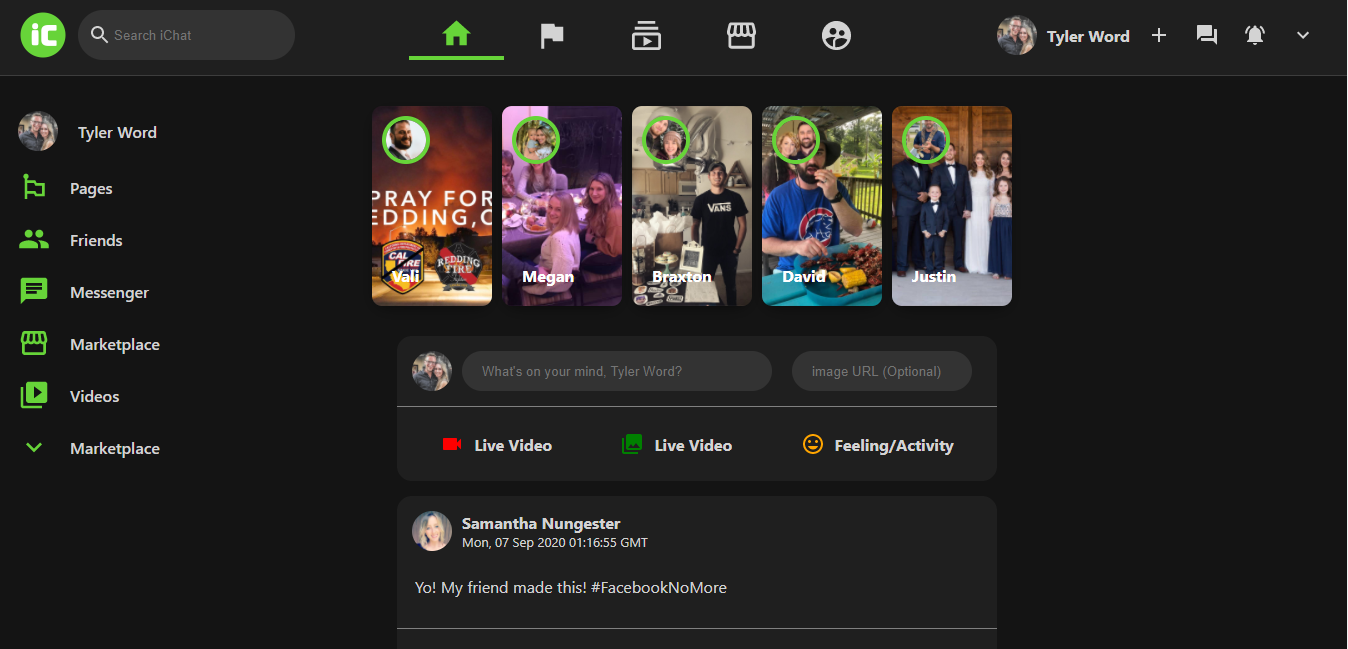 iC
Search iChat
Tyler Word
Tyler Word
Pages
Friends
Messenger
Marketplace
Videos
Marketplace
PRAY FOR
EDDING, C
CAL
FIRE
REDDING
FIRE
Vali
Megan
VANS
Braxton
David
Justin
What's on your mind, Tyler Word?
image URL (Optional)
Live Video
Live Video
Feeling/Activity
Samantha Nungester
Mon, 07 Sep 2020 01:16:55 GMT
Yo! My friend made this! #FacebookNoMore